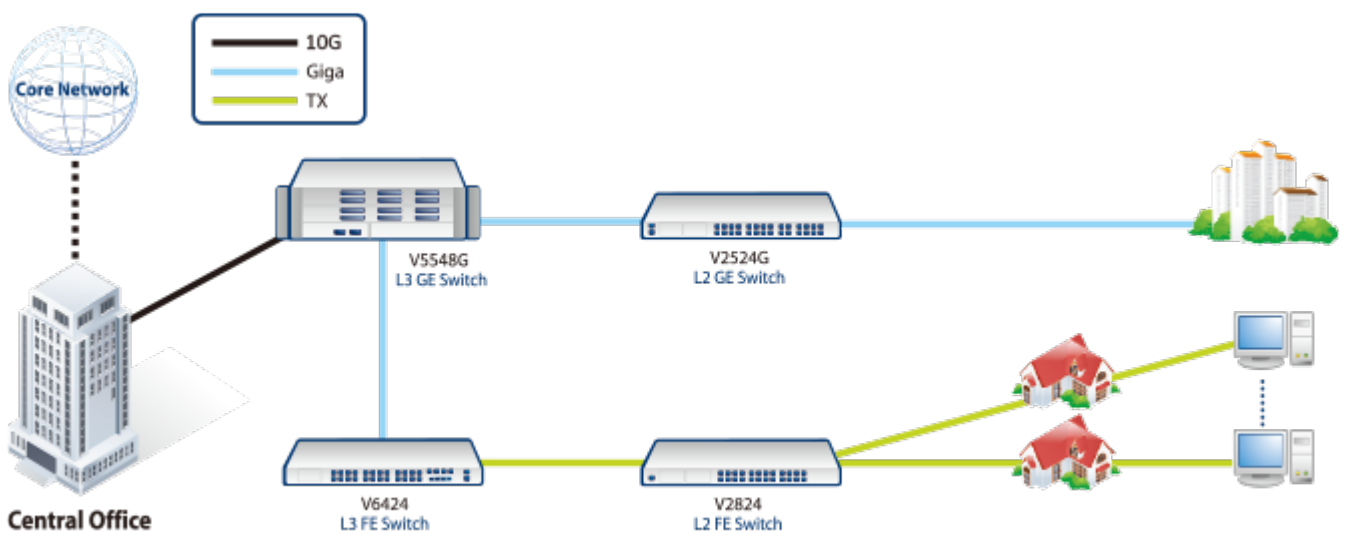 10G
Giga
TX
Core Network
V5548G
L3 GE Switch
V2524G
L2 GE Switch
V6424
L3 FE Switch
V2824
L2 FE Switch
Central Office